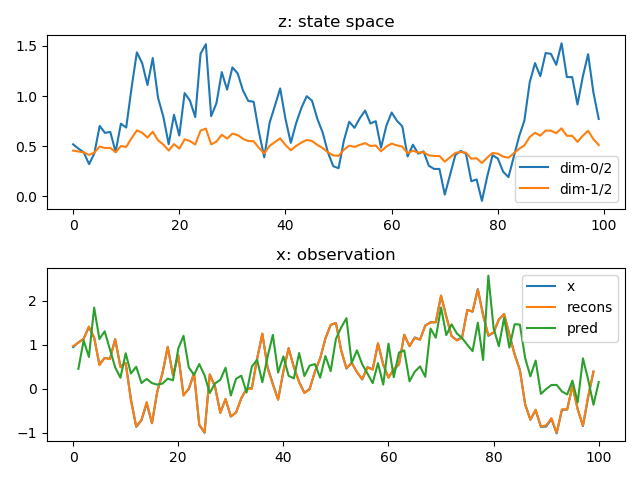 z: state space
1.5
1.0
0.5
0.0
dim-0/2
dim-1/2
0 20 40 60 80 100
x: observation
2
1
0
−1
x
recons
pred
0 20 40 60 80 100